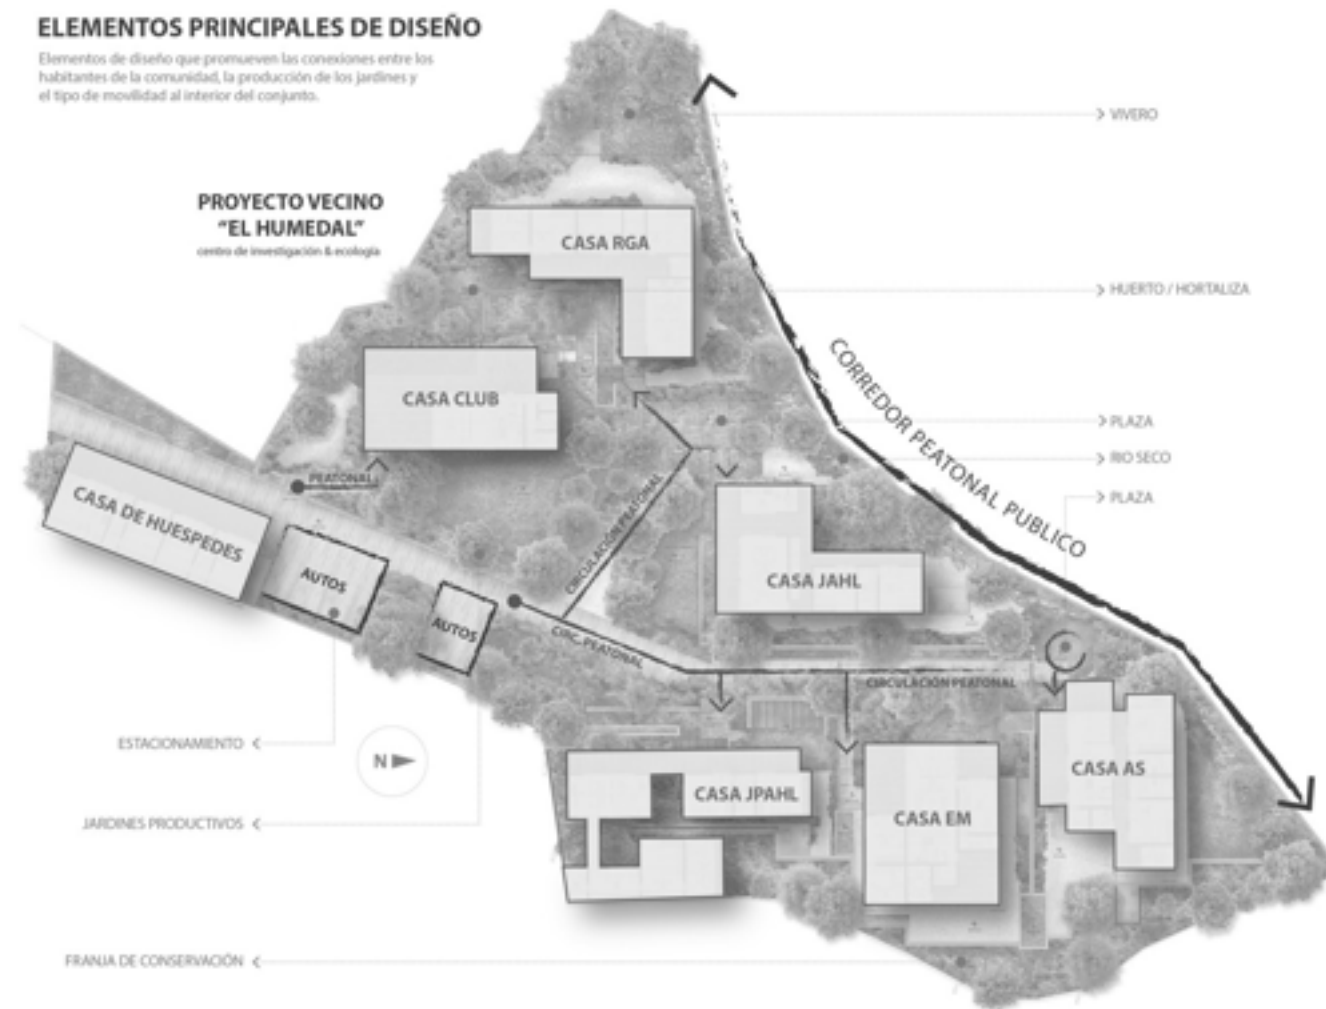 ELEMENTOS PRINCIPALES DE DISEÑO
Elementos de diseño que promueven las conexiones entre los
habitantes de la comunidad, la producción de los jardines y
el tipo de movilidad al interior del conjunto.
VIVERO
PROYECTO VECINO
"EL HUMEDAL"
centro de investigación & ecología
CASA RGA
HUERTO / HORTALIZA
CASA CLUB
CORREDOR PEATONAL PUBLICO
PLAZA
RIO SECO
PLAZA
PEATONAL
CASA DE HUESPEDES
AUTOS
CIRCULACIÓN PEATONAL
CASA JAHL
AUTOS
CIRC. PEATONAL
CIRCULACIÓN PEATONAL
ESTACIONAMIENTO
N
CASA JPAHL
CASA EM
CASA AS
JARDINES PRODUCTIVOS
FRANJA DE CONSERVACIÓN